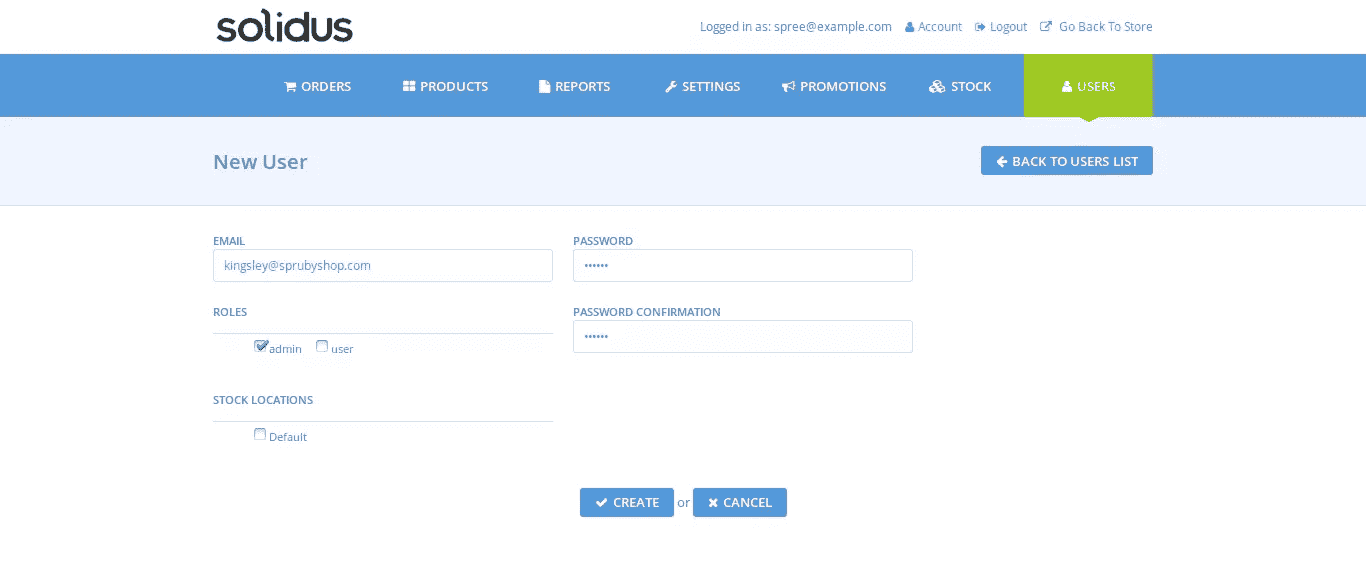 solidus
Logged in as: spree@example.com Account Logout Go Back To Store
ORDERS PRODUCTS REPORTS SETTINGS PROMOTIONS STOCK USERS
New User
BACK TO USERS LIST
EMAIL PASSWORD
kingsley@sprubyshop.com ••••••
ROLES PASSWORD CONFIRMATION
••••••
admin user
STOCK LOCATIONS
Default
CREATE or CANCEL